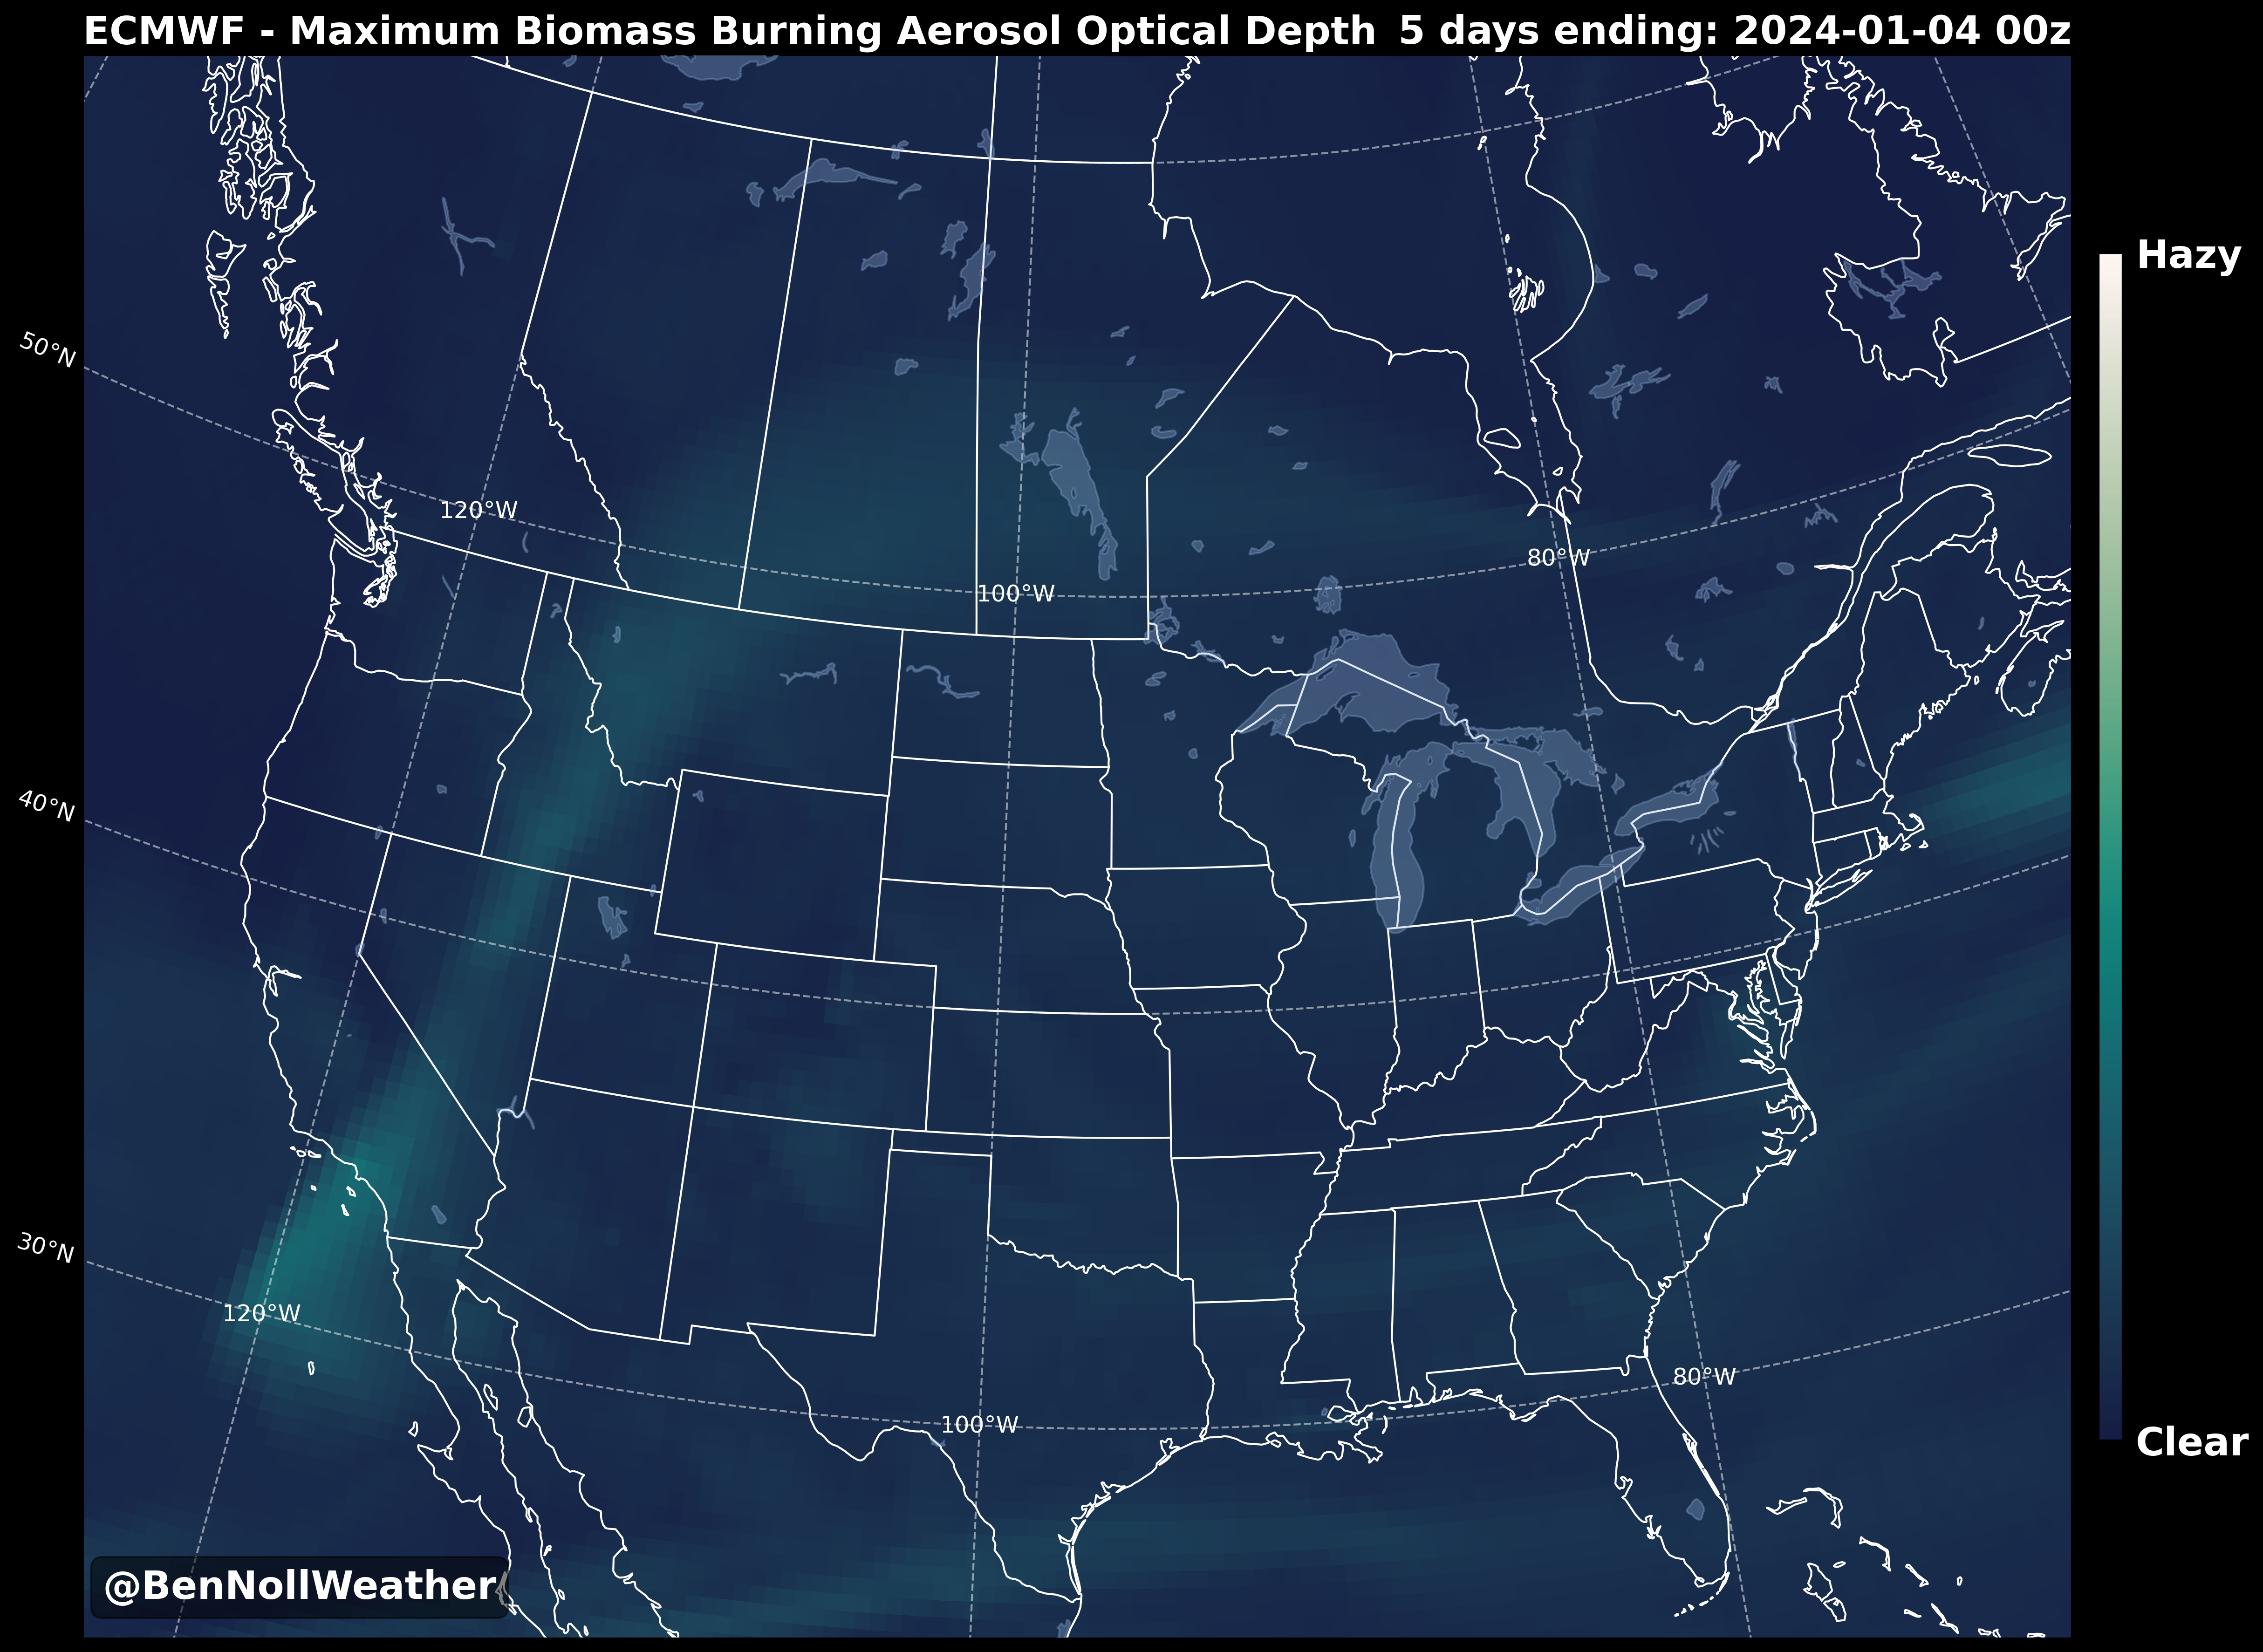 ECMWF - Maximum Biomass Burning Aerosol Optical Depth 5 days ending: 2024-01-04 00z
Hazy
50°N
120°W
80°W
100°W
40°N
30°N
120°W
80°W
100°W
Clear
@BenNollWeather